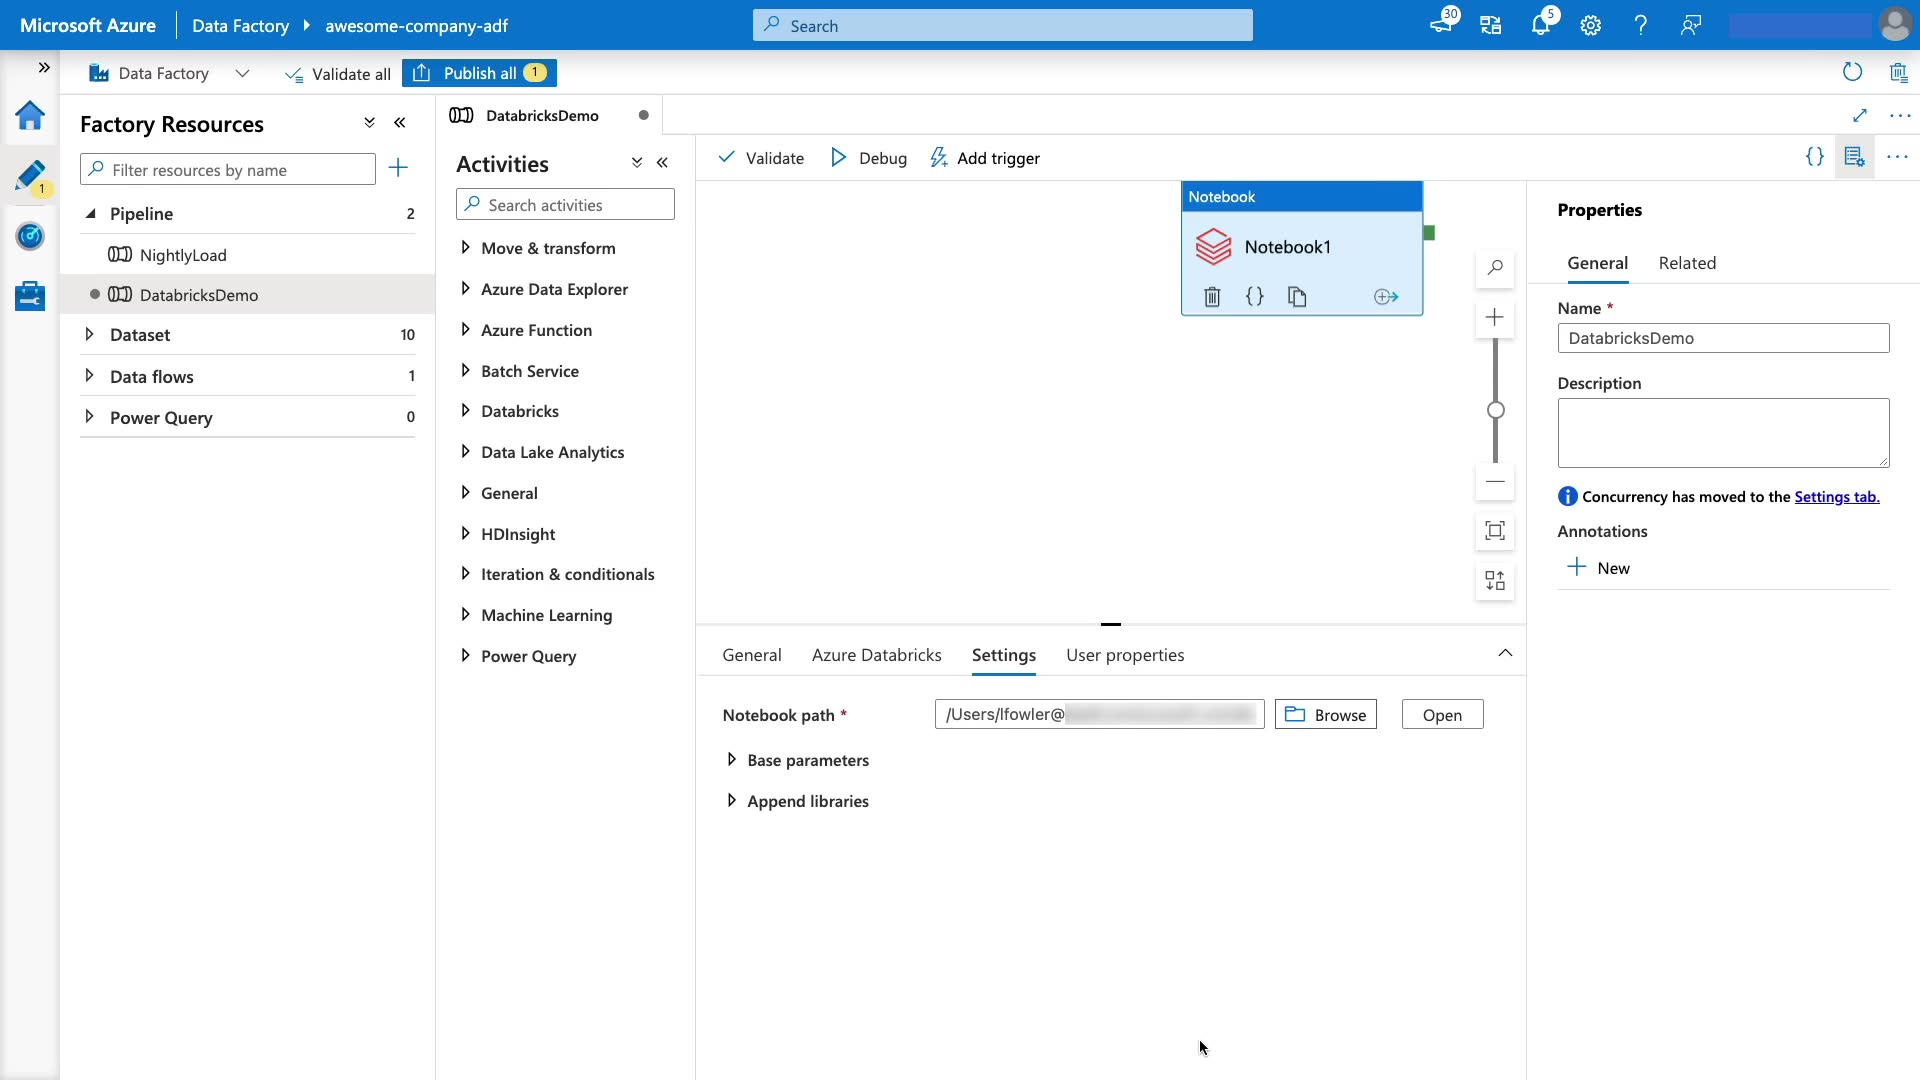 Microsoft Azure
Data Factory
awesome-company-adf
Search
30
5
Data Factory
Validate all
Publish all 1
Factory Resources
Filter resources by name
1
Pipeline 2
NightlyLoad
DatabricksDemo
Dataset 10
Data flows 1
Power Query 0
DatabricksDemo
Activities
Search activities
Move & transform
Azure Data Explorer
Azure Function
Batch Service
Databricks
Data Lake Analytics
General
HDInsight
Iteration & conditionals
Machine Learning
Power Query
Validate
Debug
Add trigger
Notebook
Notebook1
General
Azure Databricks
Settings
User properties
Notebook path *
/Users/lfowler@
Browse
Open
Base parameters
Append libraries
Properties
General
Related
Name *
DatabricksDemo
Description
Concurrency has moved to the Settings tab.
Annotations
New